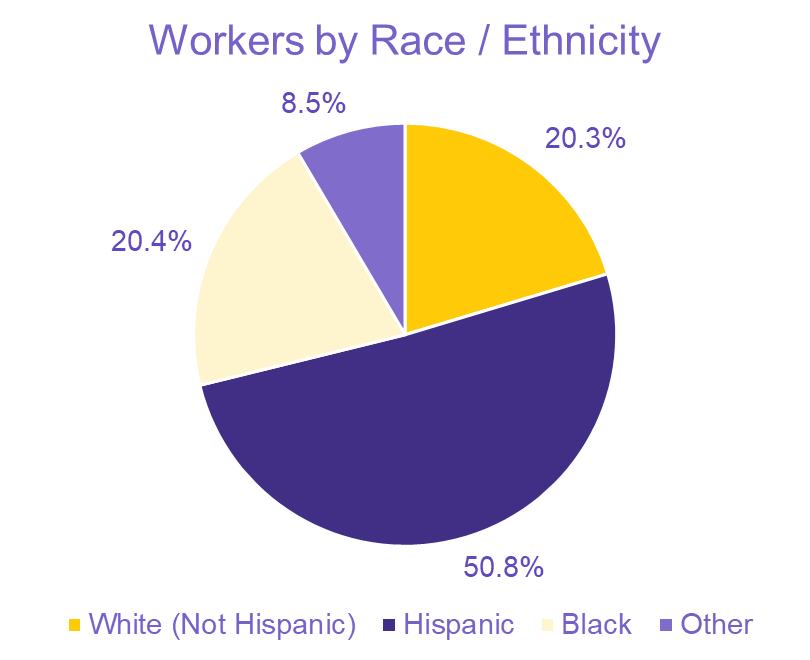 Workers by Race / Ethnicity
8.5%
20.3%
20.4%
50.8%
White (Not Hispanic) Hispanic Black Other